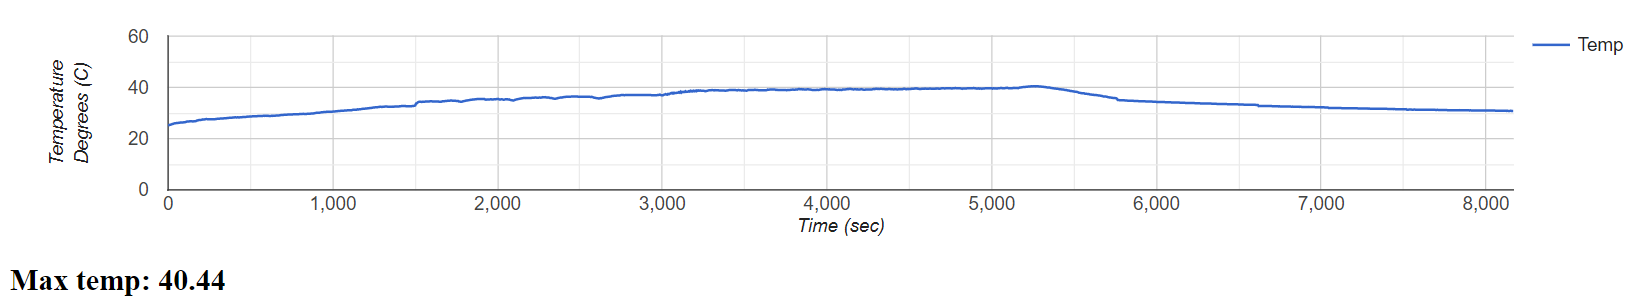 60
40
20
0
Temperature
Degrees (C)
0 1,000 2,000 3,000 4,000 5,000 6,000 7,000 8,000
Time (sec)
Temp
Max temp: 40.44